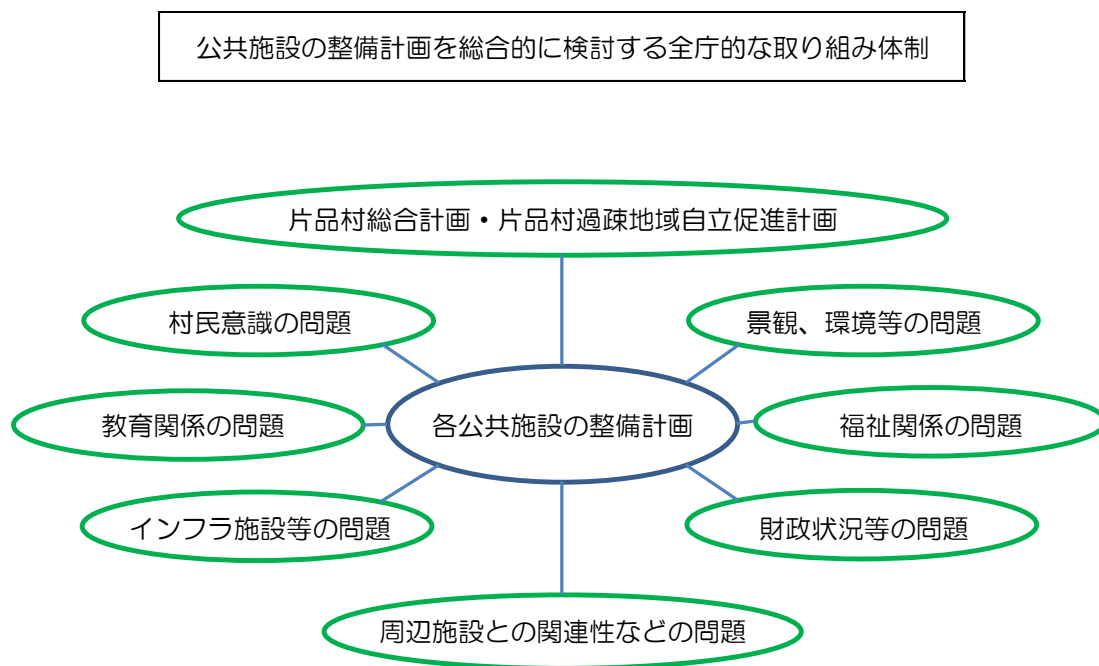 公共施設の整備計画を総合的に検討する全庁的な取り組み体制
片品村総合計画・片品村過疎地域自立促進計画
村民意識の問題
景観、環境等の問題
教育関係の問題
各公共施設の整備計画
福祉関係の問題
インフラ施設等の問題
財政状況等の問題
周辺施設との関連性などの問題